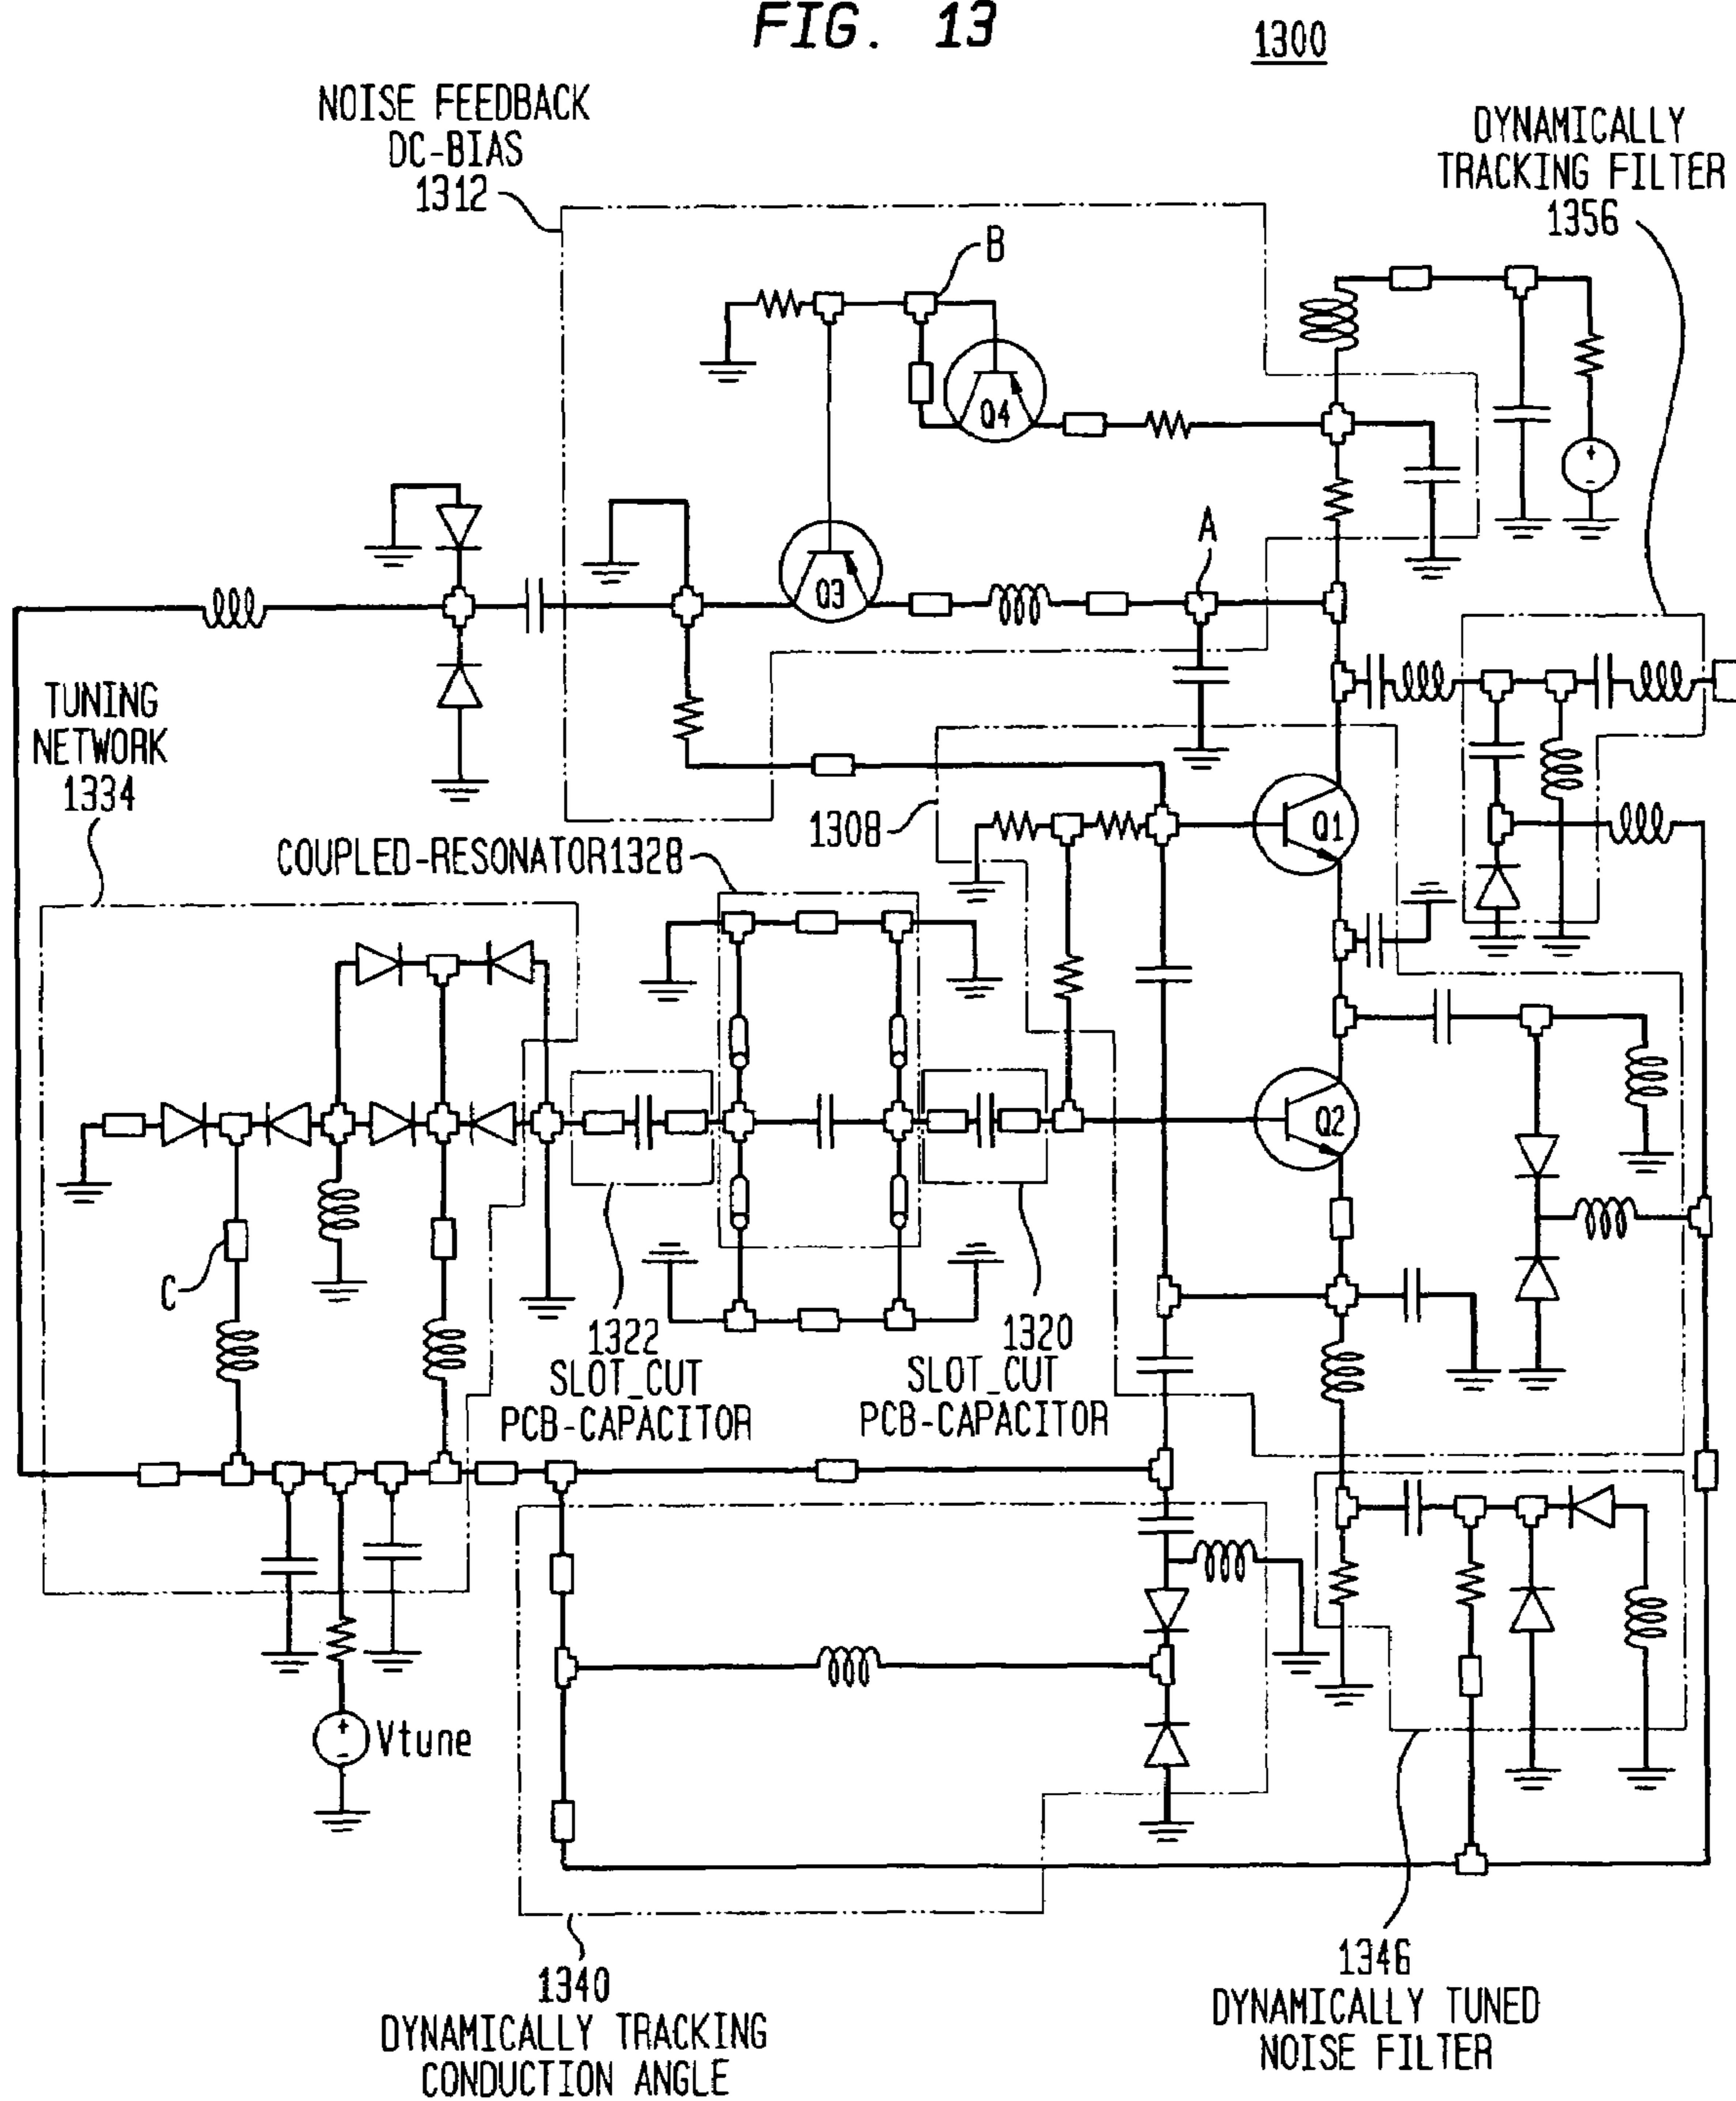 FIG. 13
1300
NOISE FEEDBACK
DC-BIAS
1312
DYNAMICALLY
TRACKING FILTER
1356
B
Q4
A
Q3
TUNING
NETWORK
1334
1308
Q1
COUPLED-RESONATOR1328
Q2
C
1322
SLOT_CUT
PCB-CAPACITOR
1320
SLOT_CUT
PCB-CAPACITOR
Vtune
1340
DYNAMICALLY TRACKING
CONDUCTION ANGLE
1346
DYNAMICALLY TUNED
NOISE FILTER